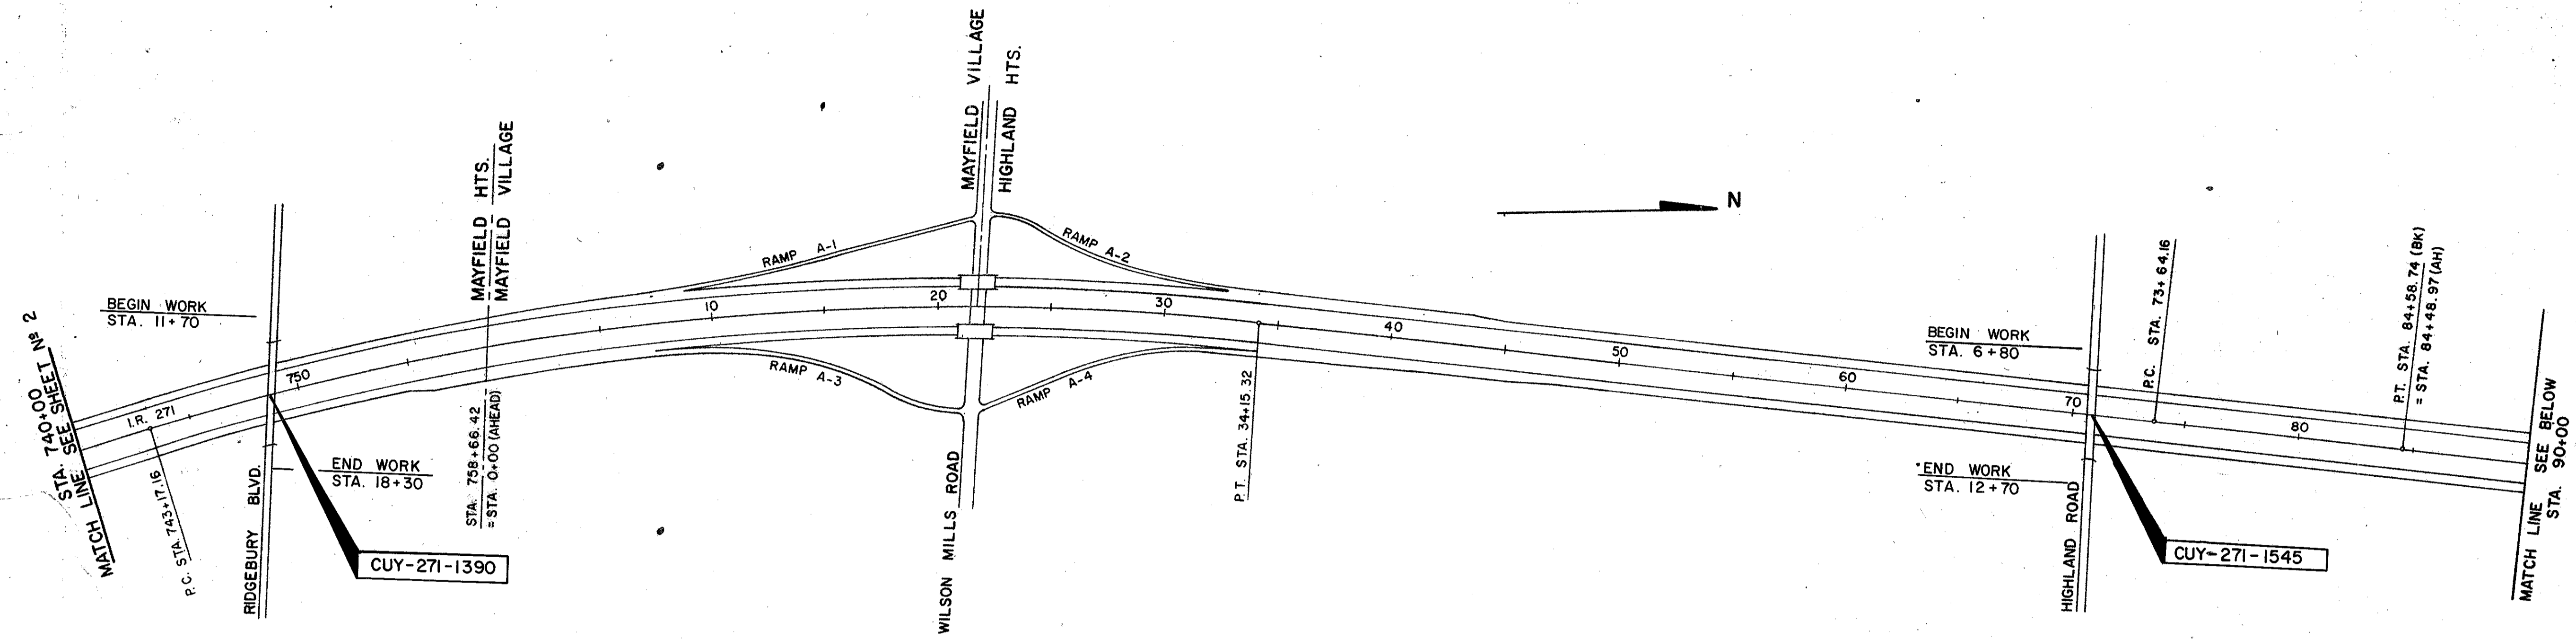 STA. 740+00
MATCH LINE SEE SHEET Nº 2
I.R. 271
P.C. STA. 743+17.16
BEGIN WORK
STA. 11+70
RIDGEBURY BLVD.
750
END WORK
STA. 18+30
CUY-271-1390
MAYFIELD HTS.
MAYFIELD VILLAGE
STA. 758+66.42
=STA. 0+00 (AHEAD)
RAMP A-1
10
RAMP A-3
20
MAYFIELD VILLAGE
HIGHLAND HTS.
WILSON MILLS ROAD
RAMP A-2
30
RAMP A-4
P.T. STA. 34+15.32
40
N
50
60
BEGIN WORK
STA. 6+80
END WORK
STA. 12+70
70
HIGHLAND ROAD
CUY-271-1545
P.C. STA. 73+64.16
80
P.T. STA. 84+58.74 (BK)
= STA. 84+48.97 (AH)
MATCH LINE SEE BELOW
STA. 90+00